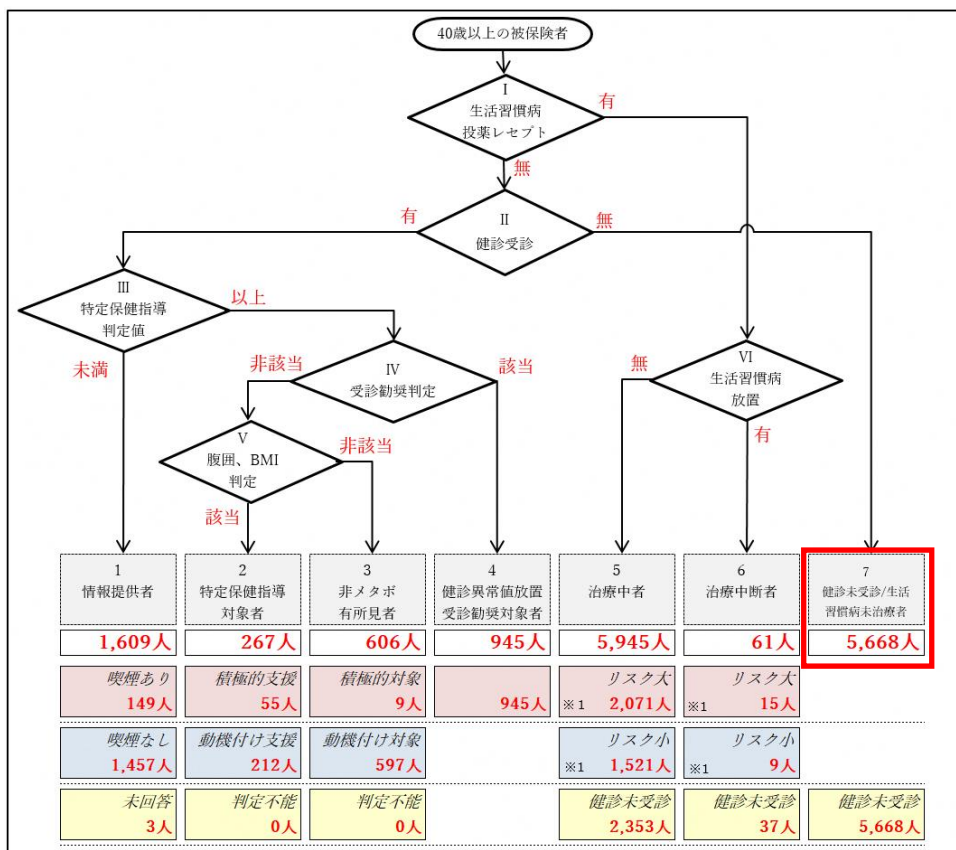 40歳以上の被保険者
I
生活習慣病
投薬レセプト
有
無
II
健診受診
有
無
III
特定保健指導
判定値
以上
未満
IV
受診勧奨判定
非該当
該当
V
腹囲、BMI
判定
非該当
該当
VI
生活習慣病
放置
無
有
1
情報提供者
1,609人
2
特定保健指導
対象者
267人
3
非メタボ
有所見者
606人
4
健診異常値放置
受診勧奨対象者
945人
5
治療中者
5,945人
6
治療中断者
61人
7
健診未受診/生活
習慣病未治療者
5,668人
喫煙あり
149人
積極的支援
55人
積極的対象
9人
945人
リスク大
※1 2,071人
リスク大
※1 15人
喫煙なし
1,457人
動機付け支援
212人
動機付け対象
597人
リスク小
※1 1,521人
リスク小
※1 9人
未回答
3人
判定不能
0人
判定不能
0人
健診未受診
2,353人
健診未受診
37人
健診未受診
5,668人